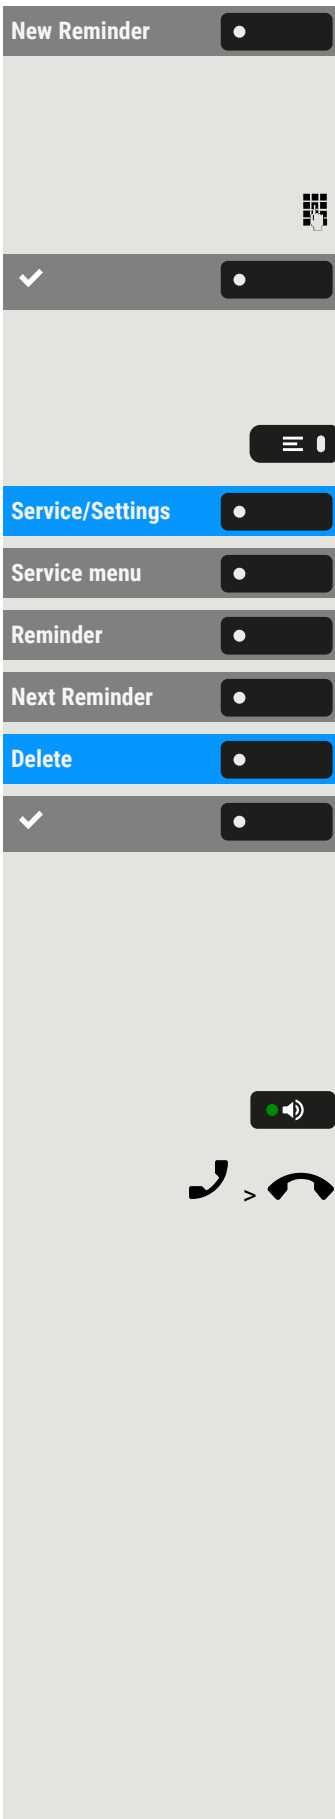 New Reminder
Service/Settings
Service menu
Reminder
Next Reminder
Delete
>